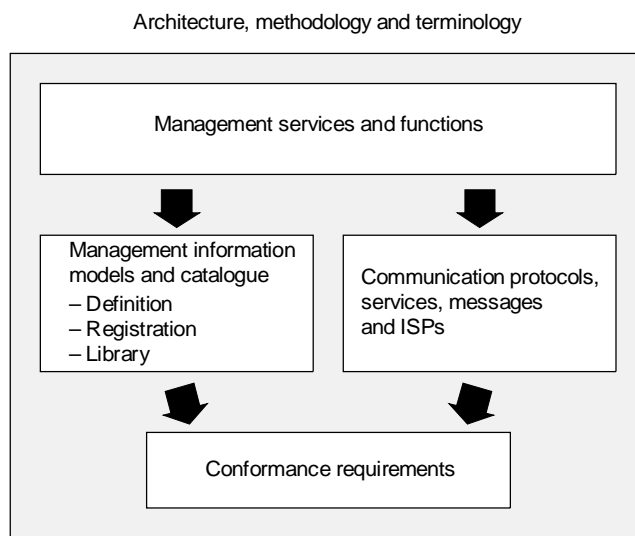 Architecture, methodology and terminology
Management services and functions
Management information
models and catalogue
– Definition
– Registration
– Library
Communication protocols,
services, messages
and ISPs
Conformance requirements